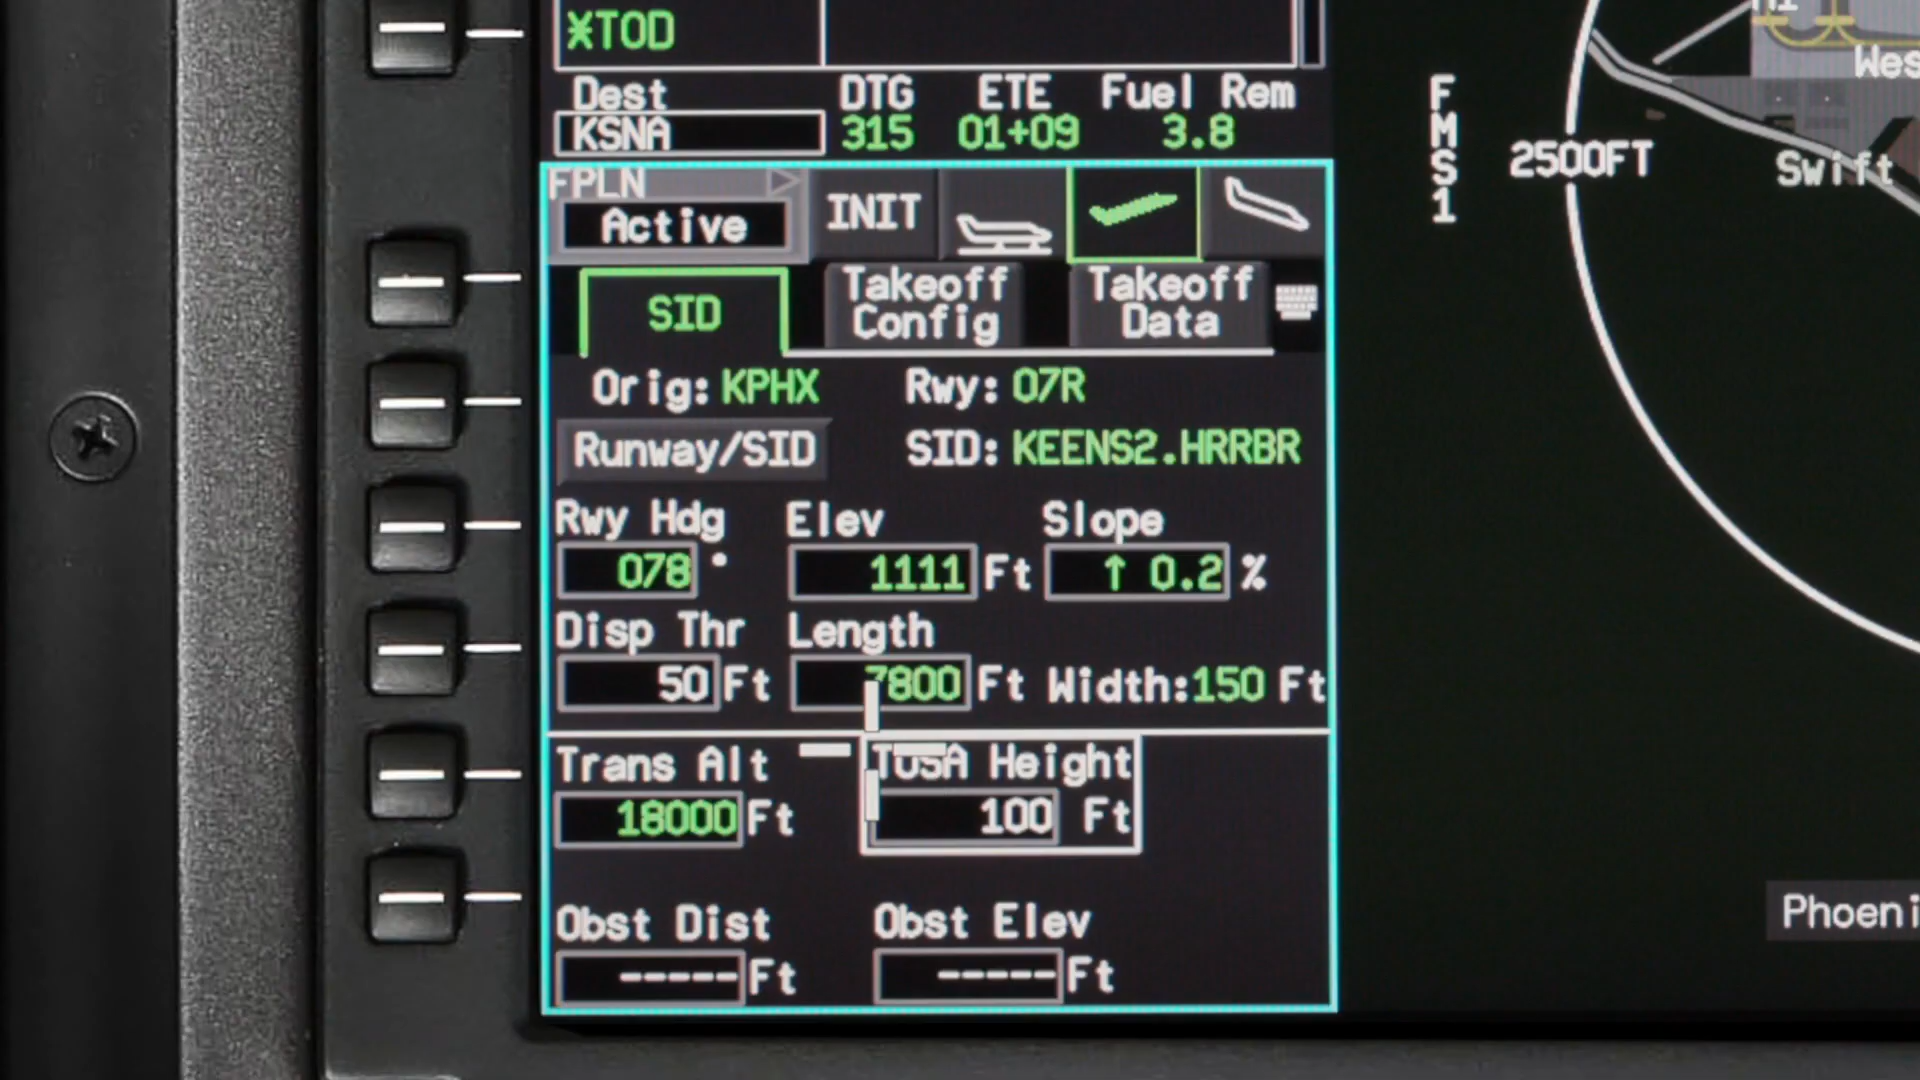 *TOD
Dest DTG ETE Fuel Rem
KSNA 315 01+09 3.8
FPLN
Active INIT
SID Takeoff Config Takeoff Data
Orig: KPHX Rwy: 07R
Runway/SID SID: KEENS2.HRRBR
Rwy Hdg Elev Slope
078 ° 1111 Ft ↑ 0.2 %
Disp Thr Length
50 Ft 7800 Ft Width: 150 Ft
Trans Alt TOSA Height
18000 Ft 100 Ft
Obst Dist Obst Elev
----- Ft ----- Ft
FMS1
2500FT
Wes
Swift
Phoeni